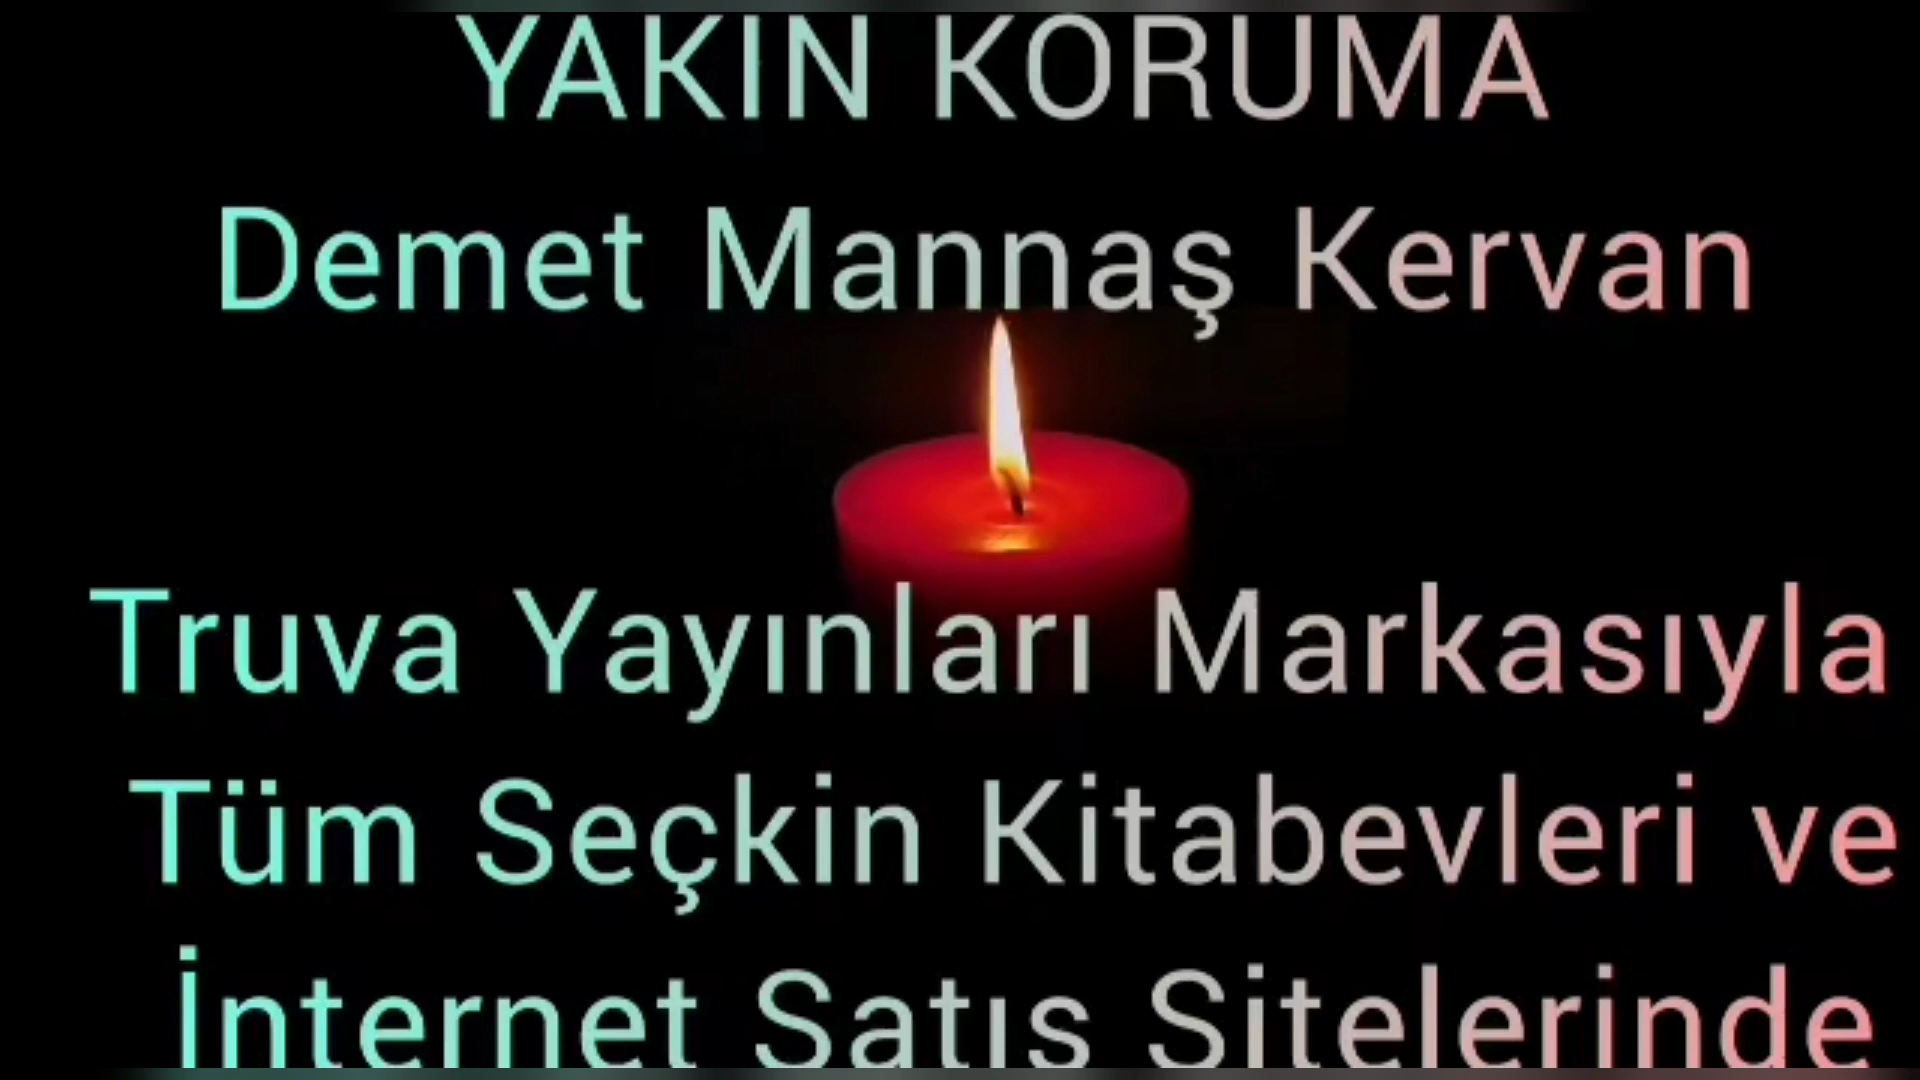 YAKIN KORUMA
Demet Mannaş Kervan
Truva Yayınları Markasıyla
Tüm Seçkin Kitabevleri ve
İnternet Satış Sitelerinde